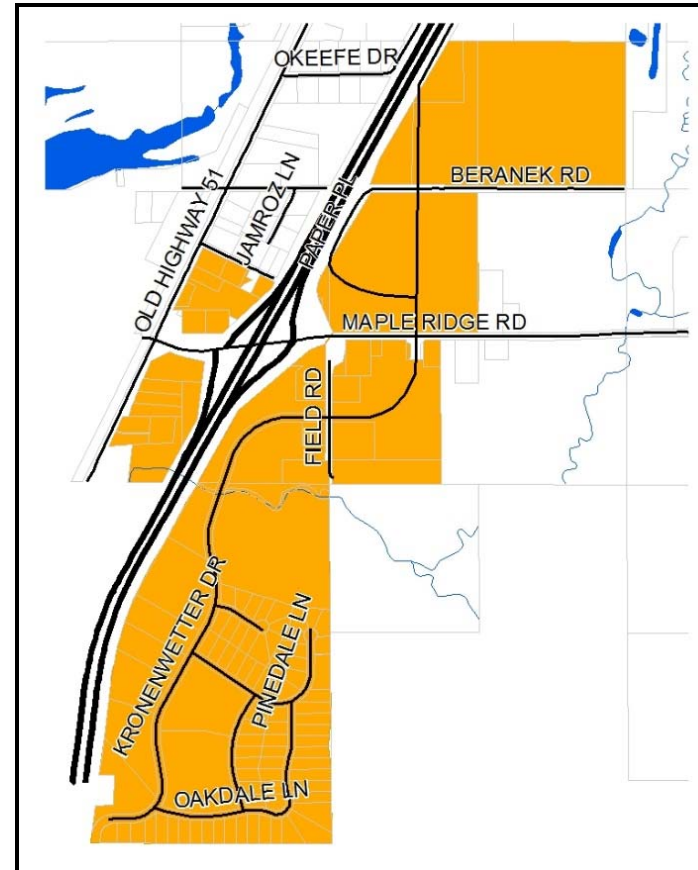 OKEEFE DR
BERANEK RD
JAMROZ LN
PAPER PL
OLD HIGHWAY 51
MAPLE RIDGE RD
FIELD RD
KRONENWETTER DR
PINEDALE LN
OAKDALE LN